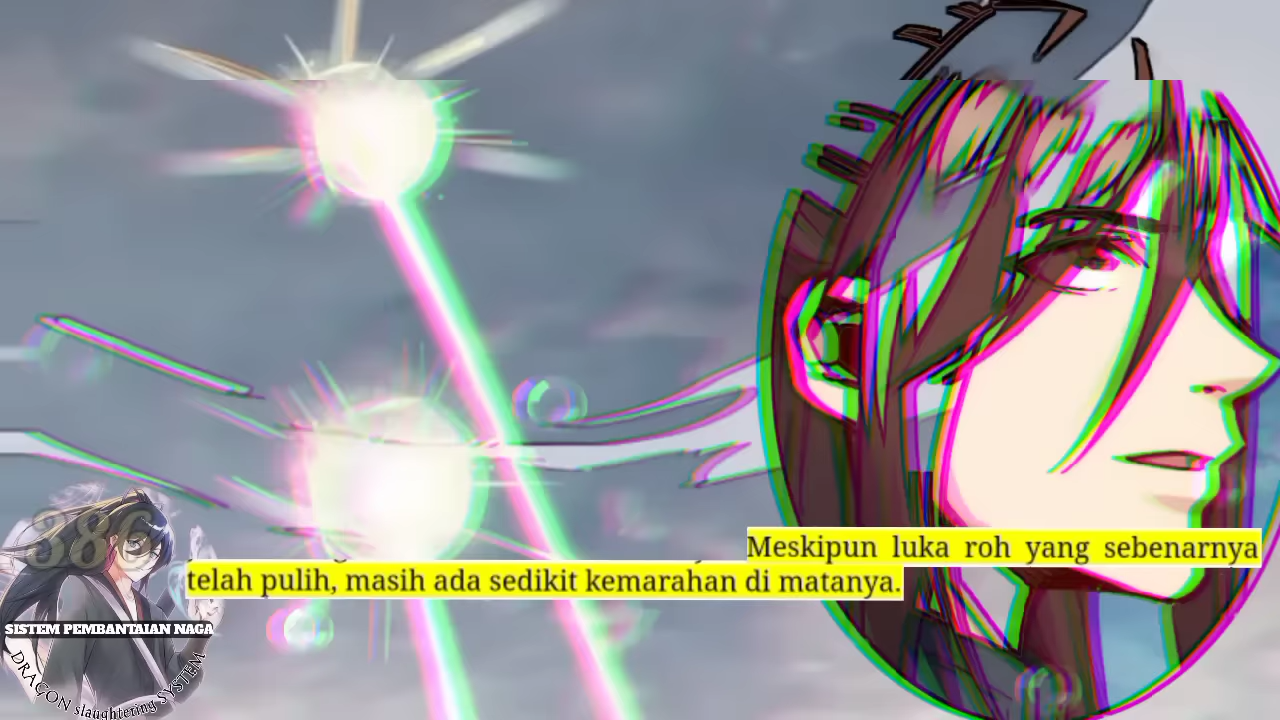 Meskipun luka roh yang sebenarnya
telah pulih, masih ada sedikit kemarahan di matanya.
386
SISTEM PEMBANTAIAN NAGA
DRAGON slaughtering SYSTEM